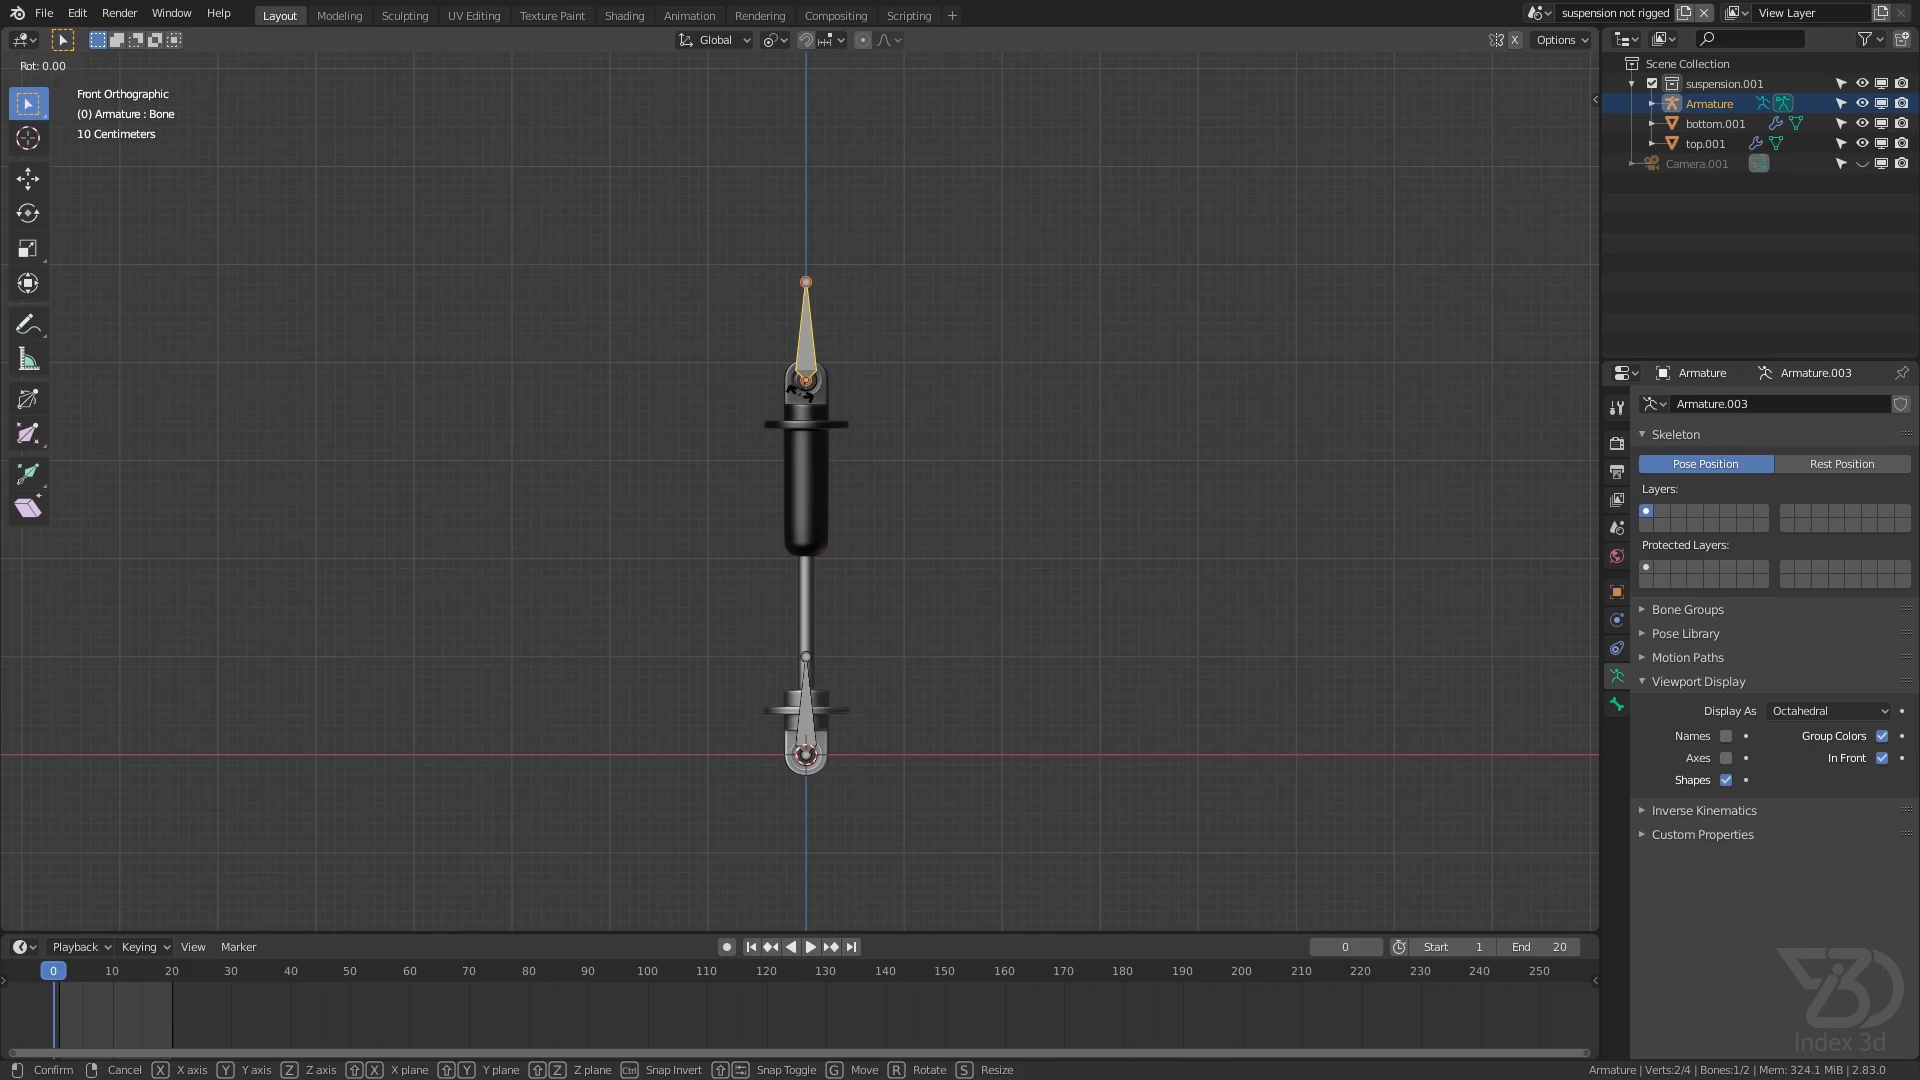 File Edit Render Window Help Layout Modeling Sculpting UV Editing Texture Paint Shading Animation Rendering Compositing Scripting + suspension not rigged View Layer
Global X Options
Rot: 0.00
Front Orthographic
(0) Armature : Bone
10 Centimeters
Scene Collection
suspension.001
Armature
bottom.001
top.001
Camera.001
Armature Armature.003
Armature.003
Skeleton
Pose Position Rest Position
Layers:
Protected Layers:
Bone Groups
Pose Library
Motion Paths
Viewport Display
Display As Octahedral
Names Group Colors
Axes In Front
Shapes
Inverse Kinematics
Custom Properties
Playback Keying View Marker 0 Start 1 End 20
0 10 20 30 40 50 60 70 80 90 100 110 120 130 140 150 160 170 180 190 200 210 220 230 240 250
Index 3d
Confirm Cancel X X axis Y Y axis Z Z axis X X plane Y Y plane Z Z plane Ctrl Snap Invert Snap Toggle G Move R Rotate S Resize Armature | Verts:2/4 | Bones:1/2 | Mem: 324.1 MiB | 2.83.0